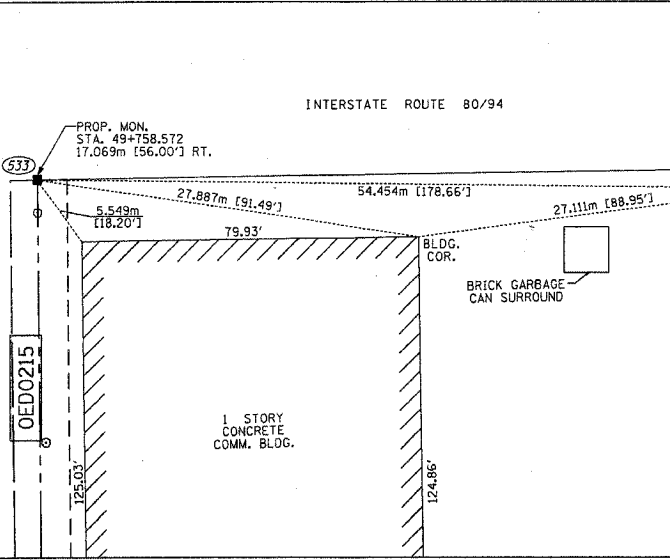 INTERSTATE ROUTE 80/94
PROP. MON.
STA. 49+758.572
17.069m [56.00'] RT.
533
27.887m [91.49']
54.454m [178.66']
27.111m [88.95']
5.549m
[18.20']
79.93'
BLDG.
COR.
BRICK GARBAGE
CAN SURROUND
OED0215
1 STORY
CONCRETE
COMM. BLDG.
125.03'
124.86'